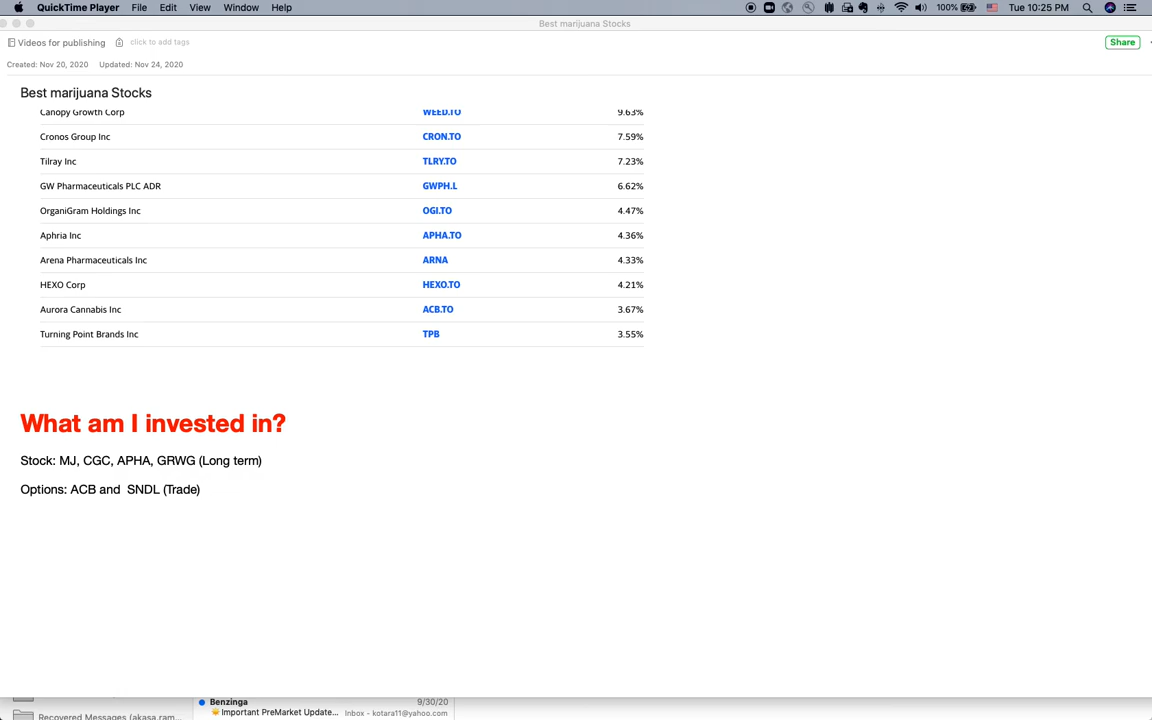 QuickTime Player File Edit View Window Help 100% Tue 10:25 PM
Best marijuana Stocks
Videos for publishing click to add tags Share
Created: Nov 20, 2020 Updated: Nov 24, 2020
Best marijuana Stocks
Canopy Growth Corp WEED.TO 9.63%
Cronos Group Inc CRON.TO 7.59%
Tilray Inc TLRY.TO 7.23%
GW Pharmaceuticals PLC ADR GWPH.L 6.62%
OrganiGram Holdings Inc OGI.TO 4.47%
Aphria Inc APHA.TO 4.36%
Arena Pharmaceuticals Inc ARNA 4.33%
HEXO Corp HEXO.TO 4.21%
Aurora Cannabis Inc ACB.TO 3.67%
Turning Point Brands Inc TPB 3.55%
What am I invested in?
Stock: MJ, CGC, APHA, GRWG (Long term)
Options: ACB and SNDL (Trade)
Benzinga 9/30/20
Important PreMarket Update... Inbox - kotara11@yahoo.com
Recovered Messages (akasa.ram...